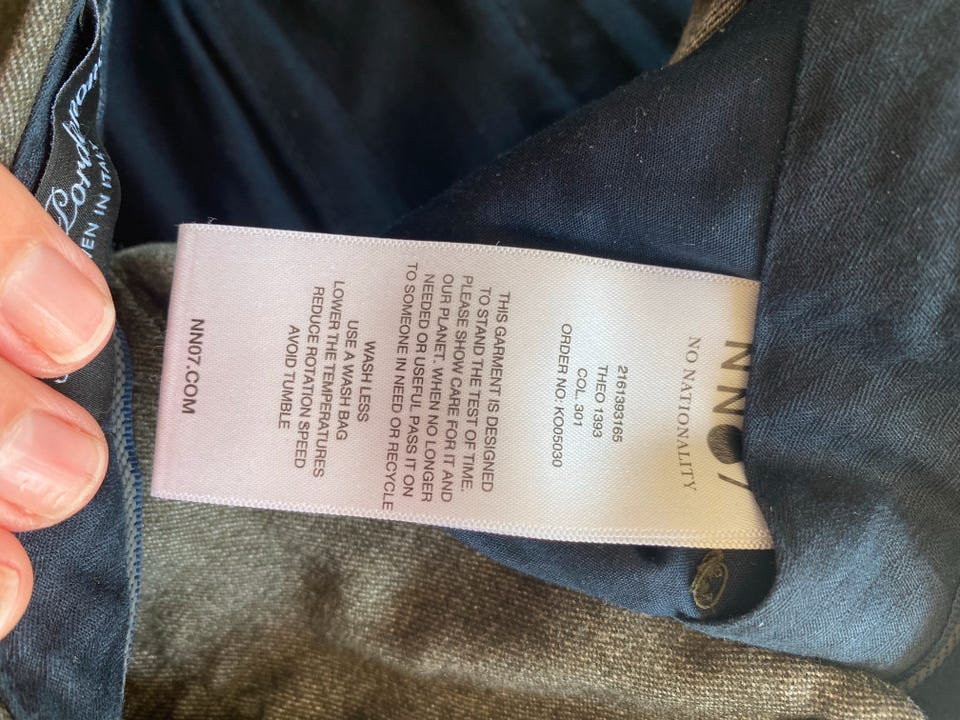 NN07
NO NATIONALITY
2161393165
THEO 1393
COL. 301
ORDER NO: KO05030
THIS GARMENT IS DESIGNED
TO STAND THE TEST OF TIME.
PLEASE SHOW CARE FOR IT AND
OUR PLANET. WHEN NO LONGER
NEEDED OR USEFUL PASS IT ON
TO SOMEONE IN NEED OR RECYCLE
WASH LESS
USE A WASH BAG
LOWER THE TEMPERATURES
REDUCE ROTATION SPEED
AVOID TUMBLE
NN07.COM
IN ITALY